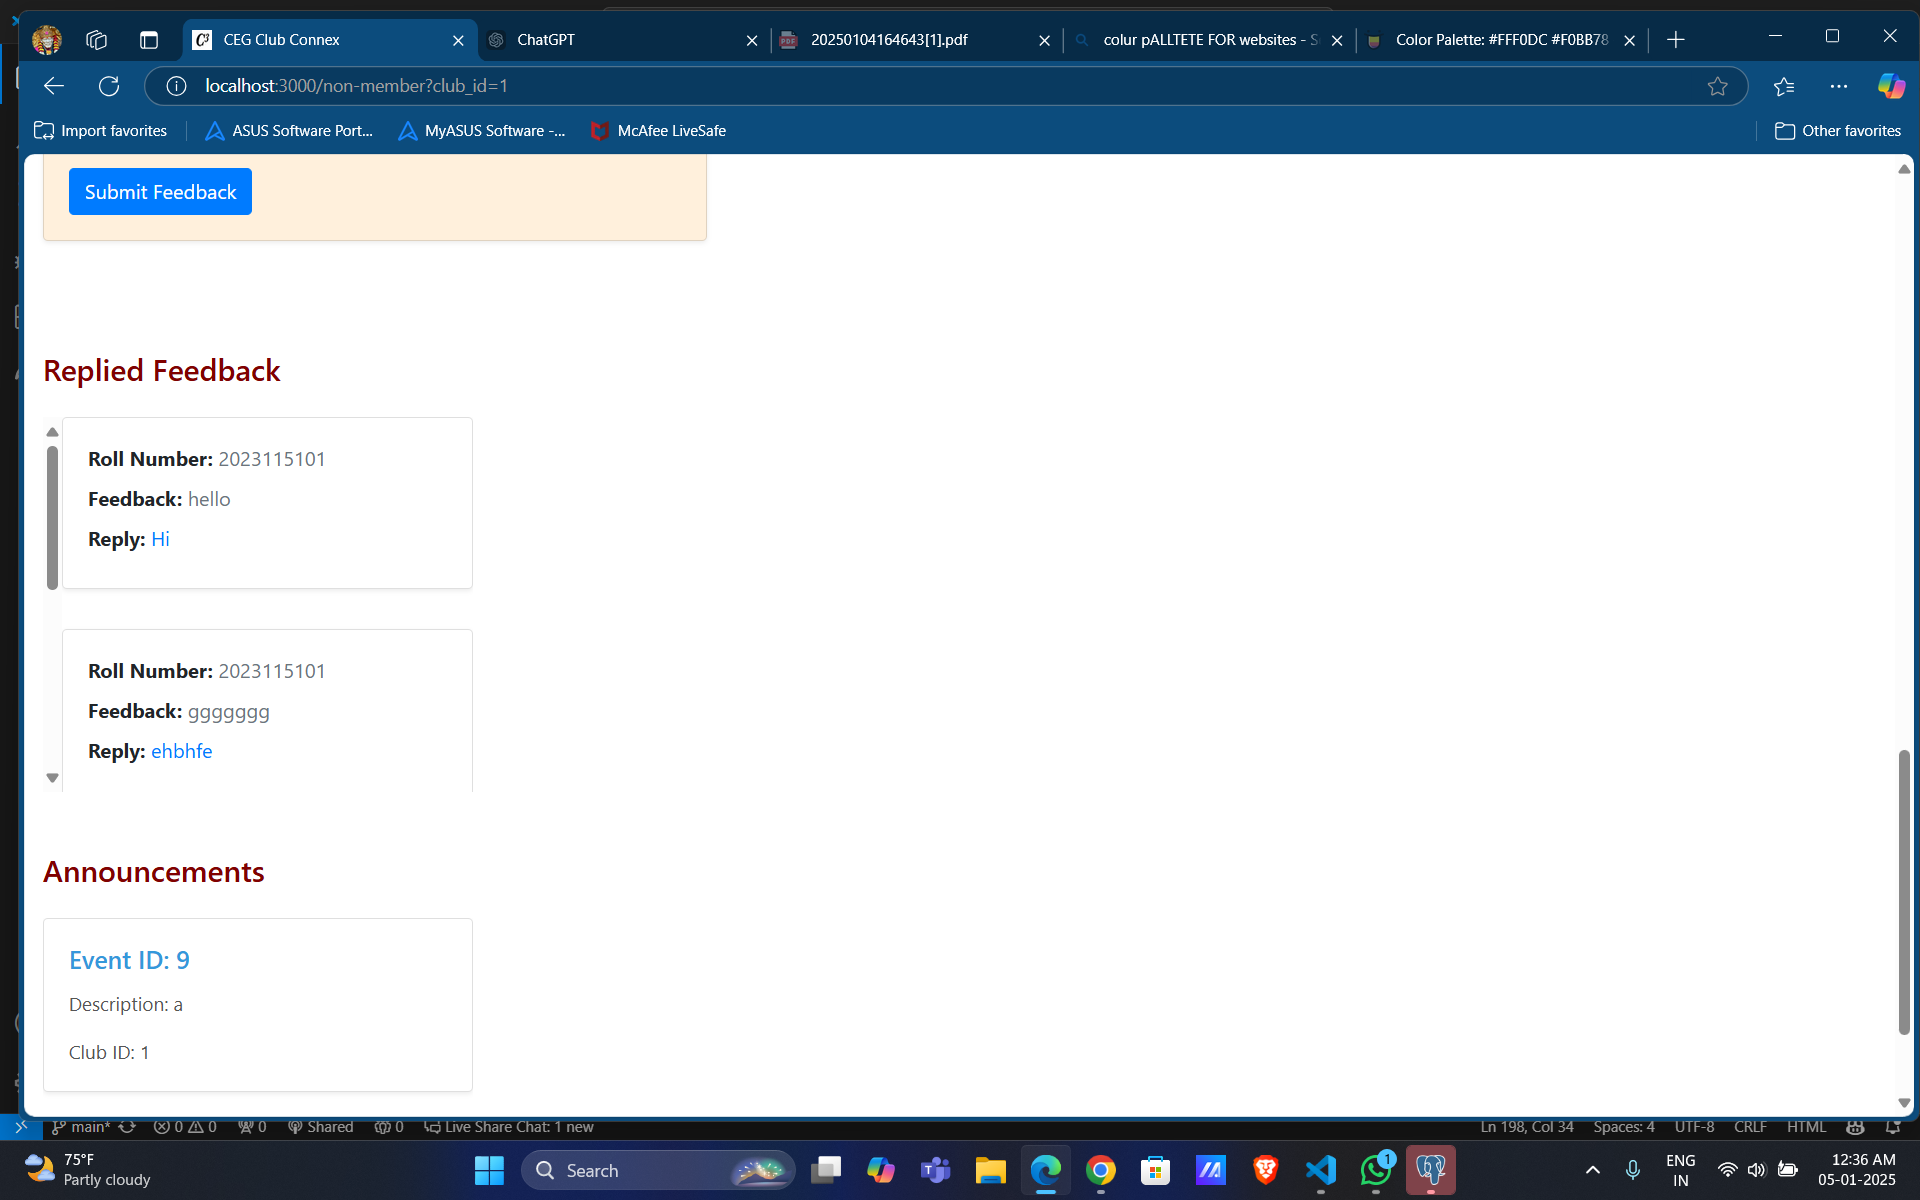 CEG Club Connex
ChatGPT
20250104164643[1].pdf
colur pALLTETE FOR websites - S
Color Palette: #FFF0DC #F0BB78
localhost:3000/non-member?club_id=1
Import favorites
ASUS Software Port...
MyASUS Software -...
McAfee LiveSafe
Other favorites
Submit Feedback
Replied Feedback
Roll Number: 2023115101
Feedback: hello
Reply: Hi
Roll Number: 2023115101
Feedback: ggggggg
Reply: ehbhfe
Announcements
Event ID: 9
Description: a
Club ID: 1
main* 0 0 0 Shared 0 Live Share Chat: 1 new
Ln 198, Col 34 Spaces: 4 UTF-8 CRLF HTML
75°F
Partly cloudy
Search
1
ENG
IN
12:36 AM
05-01-2025